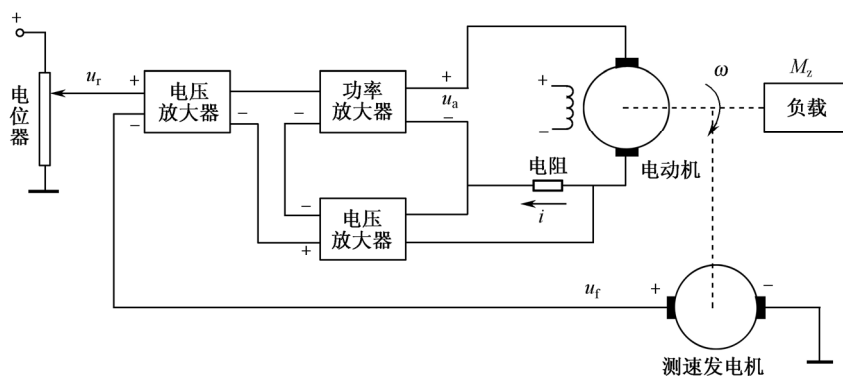 +
电位器
u_r
+
−
电压
放大器
−
−
功率
放大器
+
u_a
−
+
−
电动机
ω
M_z
负载
电阻
i
−
+
电压
放大器
u_f
+
−
测速发电机